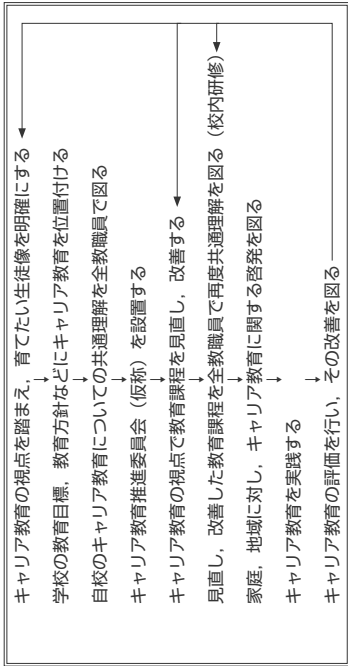 キャリア教育の視点を踏まえ，育てたい生徒像を明確にする
学校の教育目標，教育方針などにキャリア教育を位置付ける
自校のキャリア教育についての共通理解を全教職員で図る
キャリア教育推進委員会（仮称）を設置する
キャリア教育の視点で教育課程を見直し，改善する
見直し，改善した教育課程を全教職員で再度共通理解を図る（校内研修）
家庭，地域に対し，キャリア教育に関する啓発を図る
キャリア教育を実践する
キャリア教育の評価を行い，その改善を図る